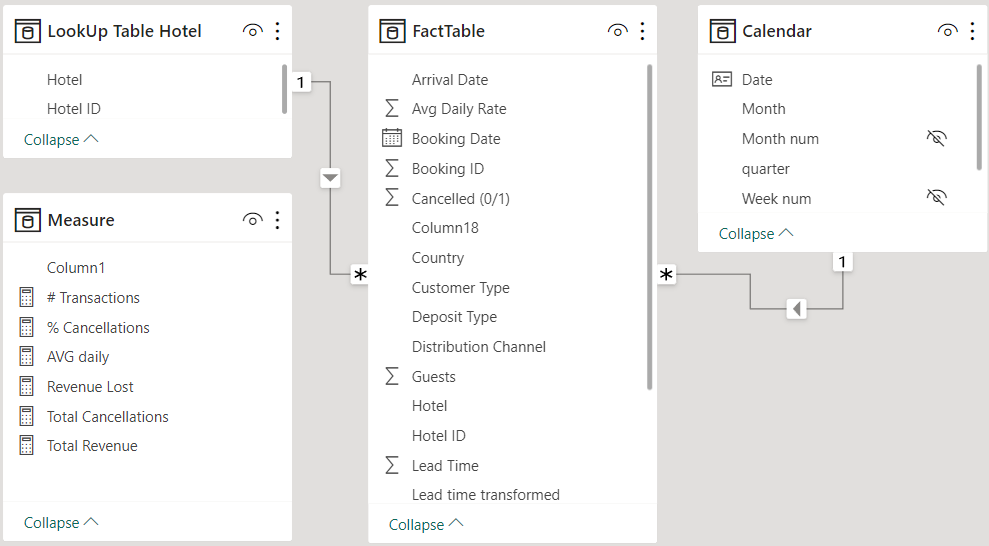 LookUp Table Hotel
Hotel
Hotel ID
Collapse
Measure
Column1
# Transactions
% Cancellations
AVG daily
Revenue Lost
Total Cancellations
Total Revenue
Collapse
1
*
FactTable
Arrival Date
Avg Daily Rate
Booking Date
Booking ID
Cancelled (0/1)
Column18
Country
Customer Type
Deposit Type
Distribution Channel
Guests
Hotel
Hotel ID
Lead Time
Lead time transformed
Collapse
*
1
Calendar
Date
Month
Month num
quarter
Week num
Collapse